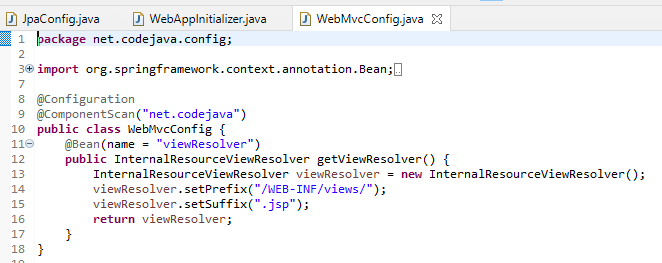 JpaConfig.java WebAppInitializer.java WebMvcConfig.java
1 package net.codejava.config;
2
3 import org.springframework.context.annotation.Bean;
7
8 @Configuration
9 @ComponentScan("net.codejava")
10 public class WebMvcConfig {
11 @Bean(name = "viewResolver")
12 public InternalResourceViewResolver getViewResolver() {
13 InternalResourceViewResolver viewResolver = new InternalResourceViewResolver();
14 viewResolver.setPrefix("/WEB-INF/views/");
15 viewResolver.setSuffix(".jsp");
16 return viewResolver;
17 }
18 }